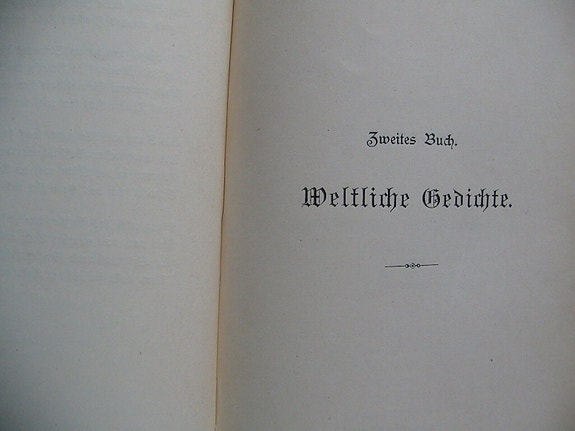 Zweites Buch.
Weltliche Gedichte.